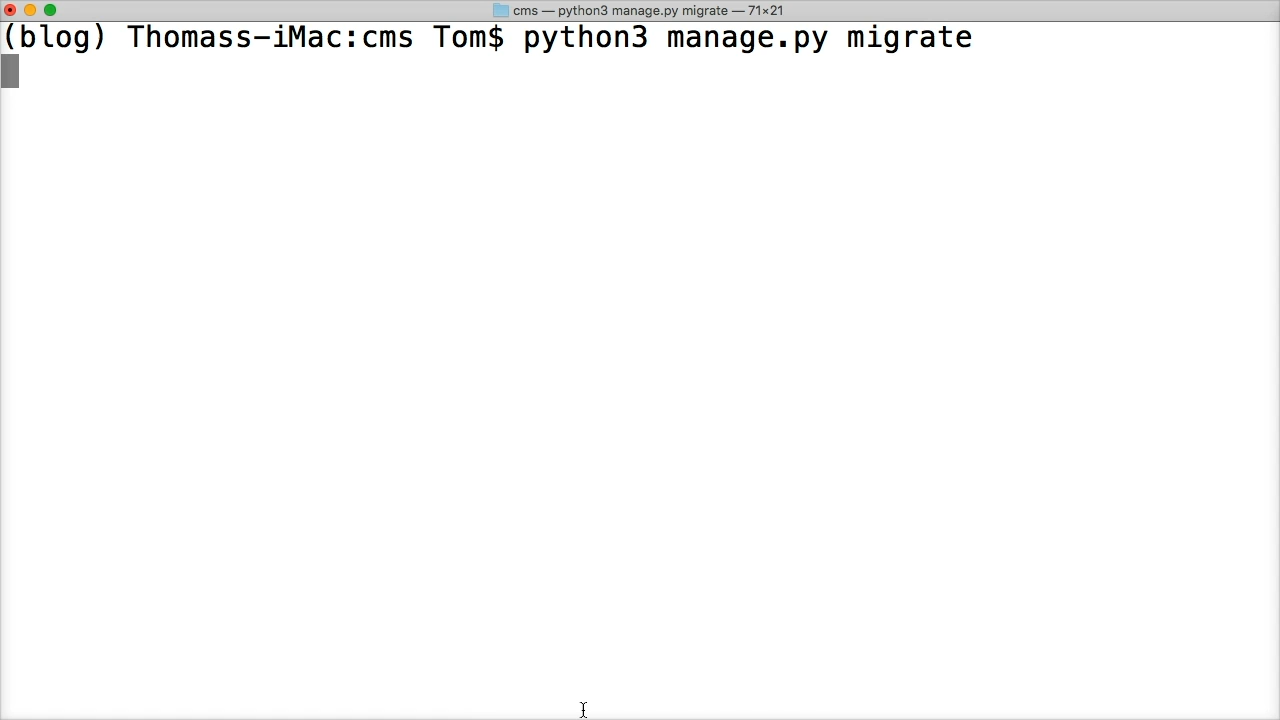 cms — python3 manage.py migrate — 71×21
(blog) Thomass-iMac:cms Tom$ python3 manage.py migrate